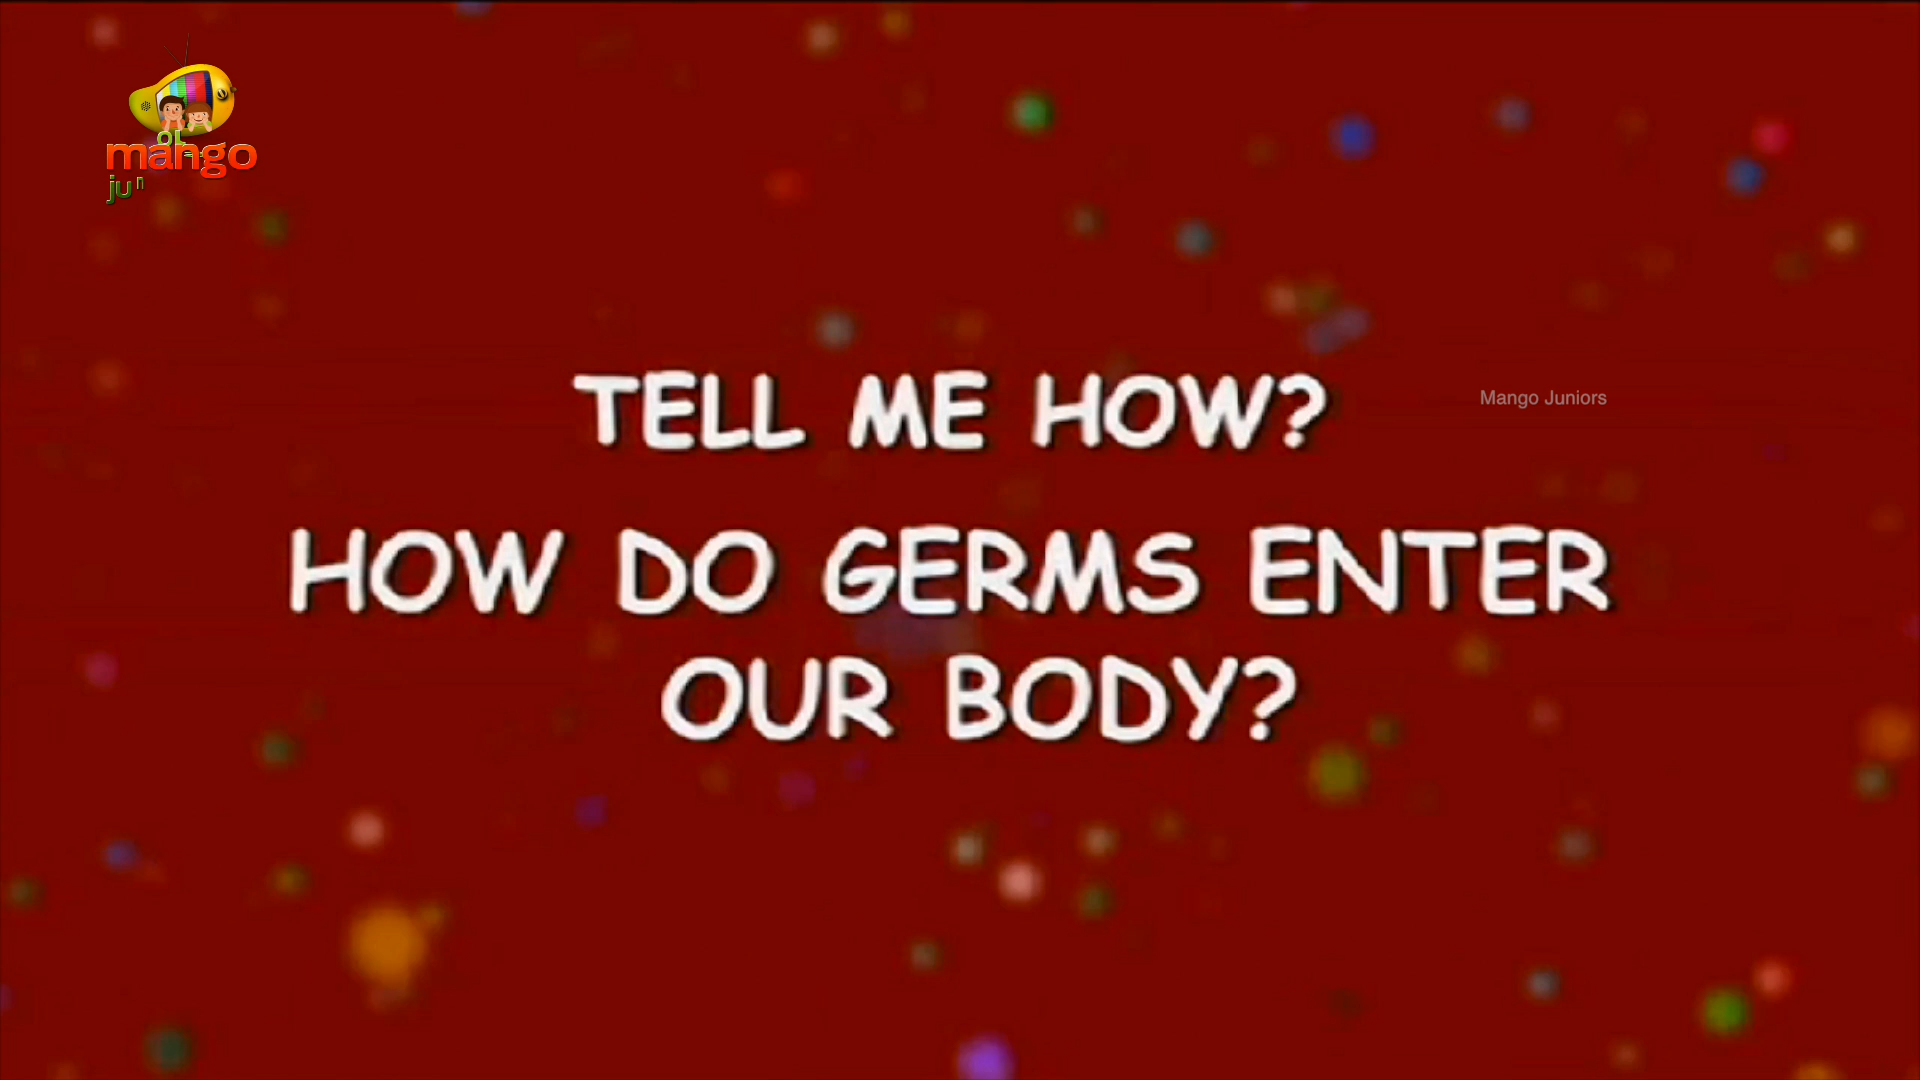 mango
TELL ME HOW?
Mango Juniors
HOW DO GERMS ENTER
OUR BODY?